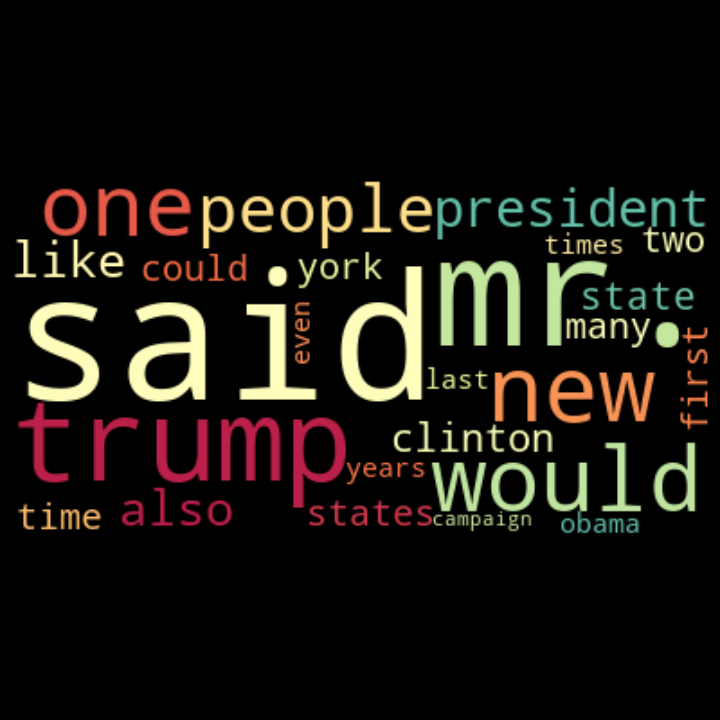 one people president
times two
like could york
said mr. state
even many first
last new
trump clinton
years would
time also states campaign obama